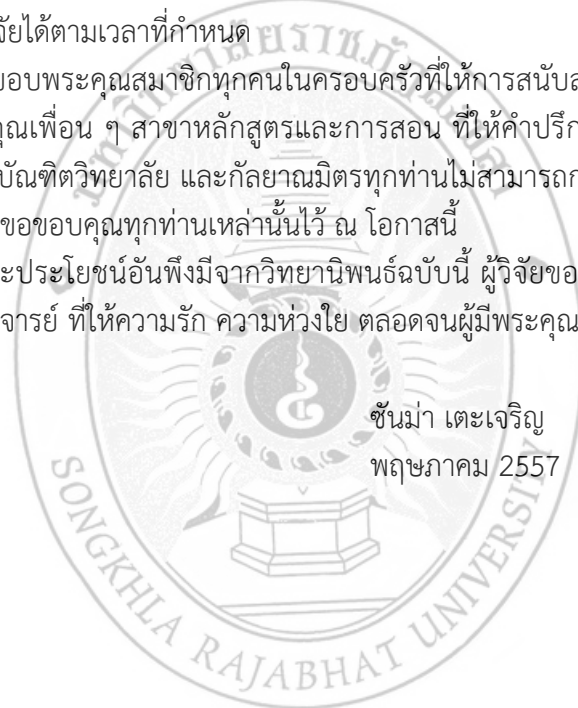 จัยได้ตามเวลาที่กำหนด
ขอบพระคุณสมาชิกทุกคนในครอบครัวที่ให้การสนับส
คุณเพื่อน ๆ สาขาหลักสูตรและการสอน ที่ให้คำปรึก
บัณฑิตวิทยาลัย และกัลยาณมิตรทุกท่านไม่สามารถก
ขอขอบคุณทุกท่านเหล่านั้นไว้ ณ โอกาสนี้
ะประโยชน์อันพึงมีจากวิทยานิพนธ์ฉบับนี้ ผู้วิจัยขอ
จารย์ ที่ให้ความรัก ความห่วงใย ตลอดจนผู้มีพระคุณ
ซันม่า เตะเจริญ
พฤษภาคม 2557
SONGKHLA RAJABHAT UNIVERSITY